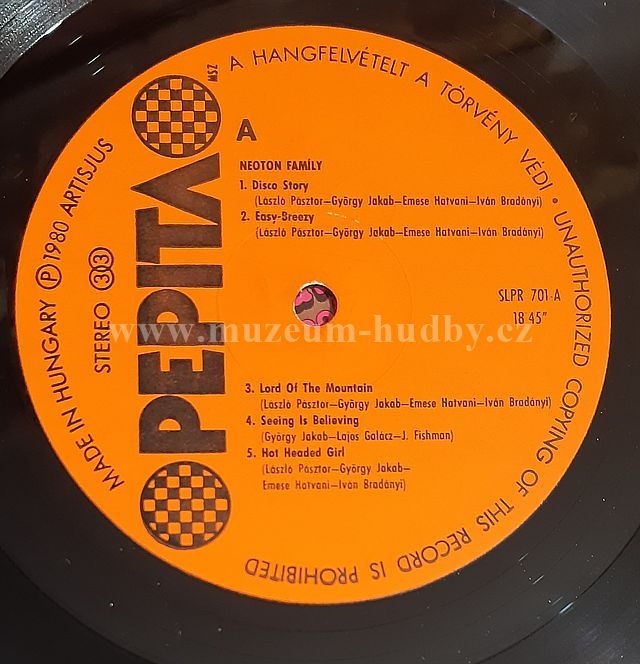 A HANGFELVÉTELT A TÖRVÉNY VÉDI • UNAUTHORIZED COPYING OF THIS RECORD IS PROHIBITED
MADE IN HUNGARY Ⓟ 1980 ARTISJUS
STEREO 33
PEPITA
MSZ
A
NEOTON FAMÍLY
1. Disco Story
(László Pásztor—György Jakab—Emese Hatvani—Iván Bradányi)
2. Easy-Breezy
(László Pásztor—György Jakab—Emese Hatvani—Iván Bradányi)
SLPR 701-A
18 45"
www.muzeum-hudby.cz
3. Lord Of The Mountain
(László Pásztor—György Jakab—Emese Hatvani—Iván Bradányi)
4. Seeing Is Believing
(György Jakab—Lajos Galácz—J. Fishman)
5. Hot Headed Girl
(László Pásztor—György Jakab—
Emese Hatvani—Iván Bradányi)